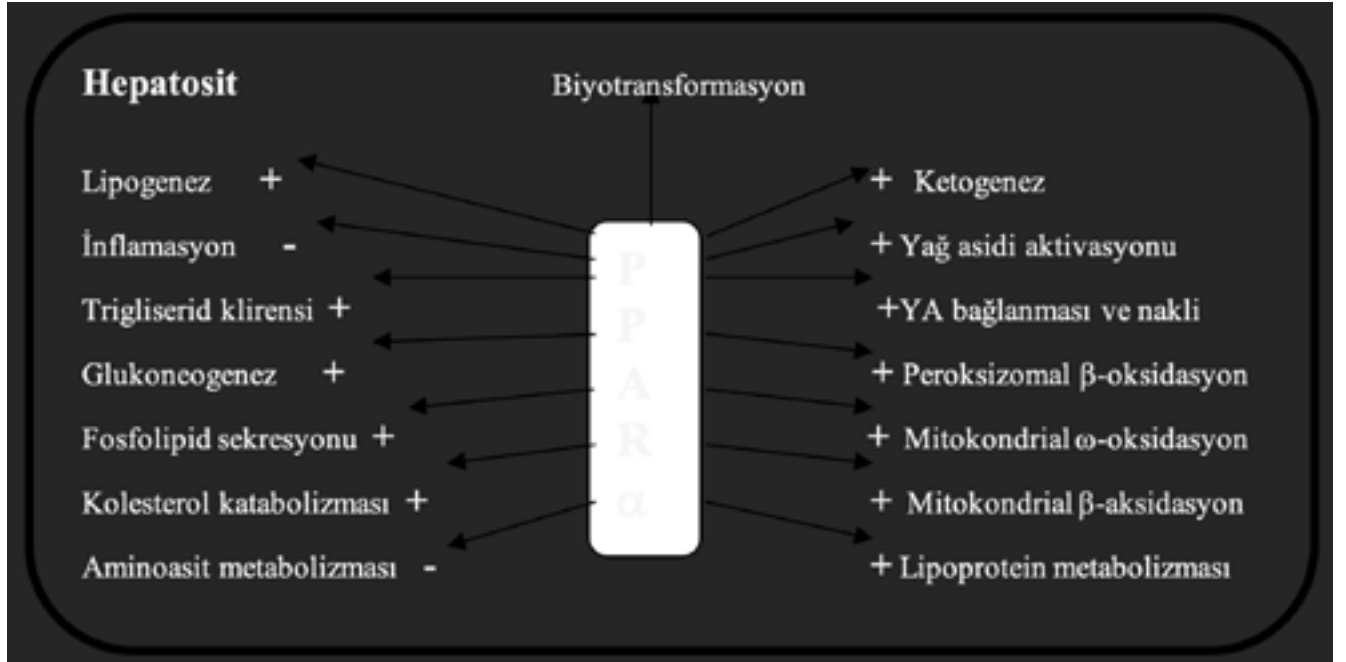 Hepatosit
Biyotransformasyon
Lipogenez +
İnflamasyon -
Trigliserid klirensi +
Glukoneogenez +
Fosfolipid sekresyonu +
Kolesterol katabolizması +
Aminoasit metabolizması -
P
P
A
R
α
+ Ketogenez
+ Yağ asidi aktivasyonu
+YA bağlanması ve nakli
+ Peroksizomal β-oksidasyon
+ Mitokondrial ω-oksidasyon
+ Mitokondrial β-aksidasyon
+ Lipoprotein metabolizması